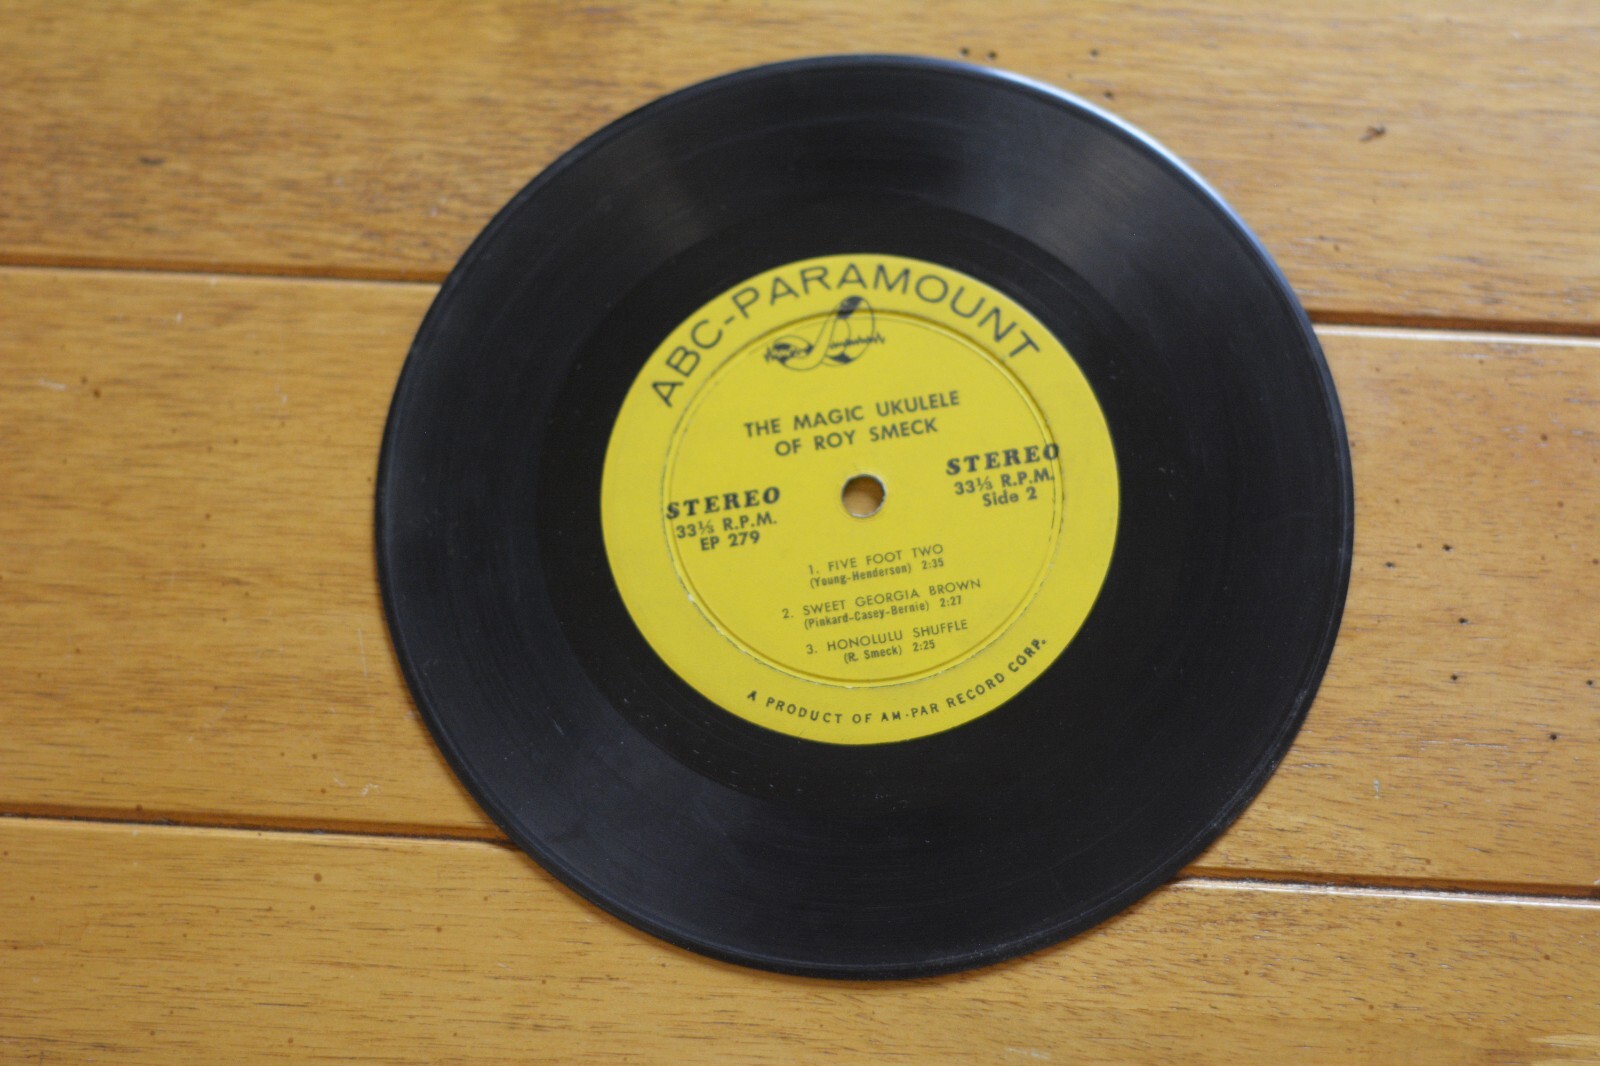 ABC-PARAMOUNT
THE MAGIC UKULELE
OF ROY SMECK
STEREO
33⅓ R.P.M.
EP 279
STEREO
33⅓ R.P.M.
Side 2
1. FIVE FOOT TWO
(Young-Henderson) 2:35
2. SWEET GEORGIA BROWN
(Pinkard-Casey-Bernie) 2:27
3. HONOLULU SHUFFLE
(R. Smeck) 2:25
A PRODUCT OF AM-PAR RECORD CORP.